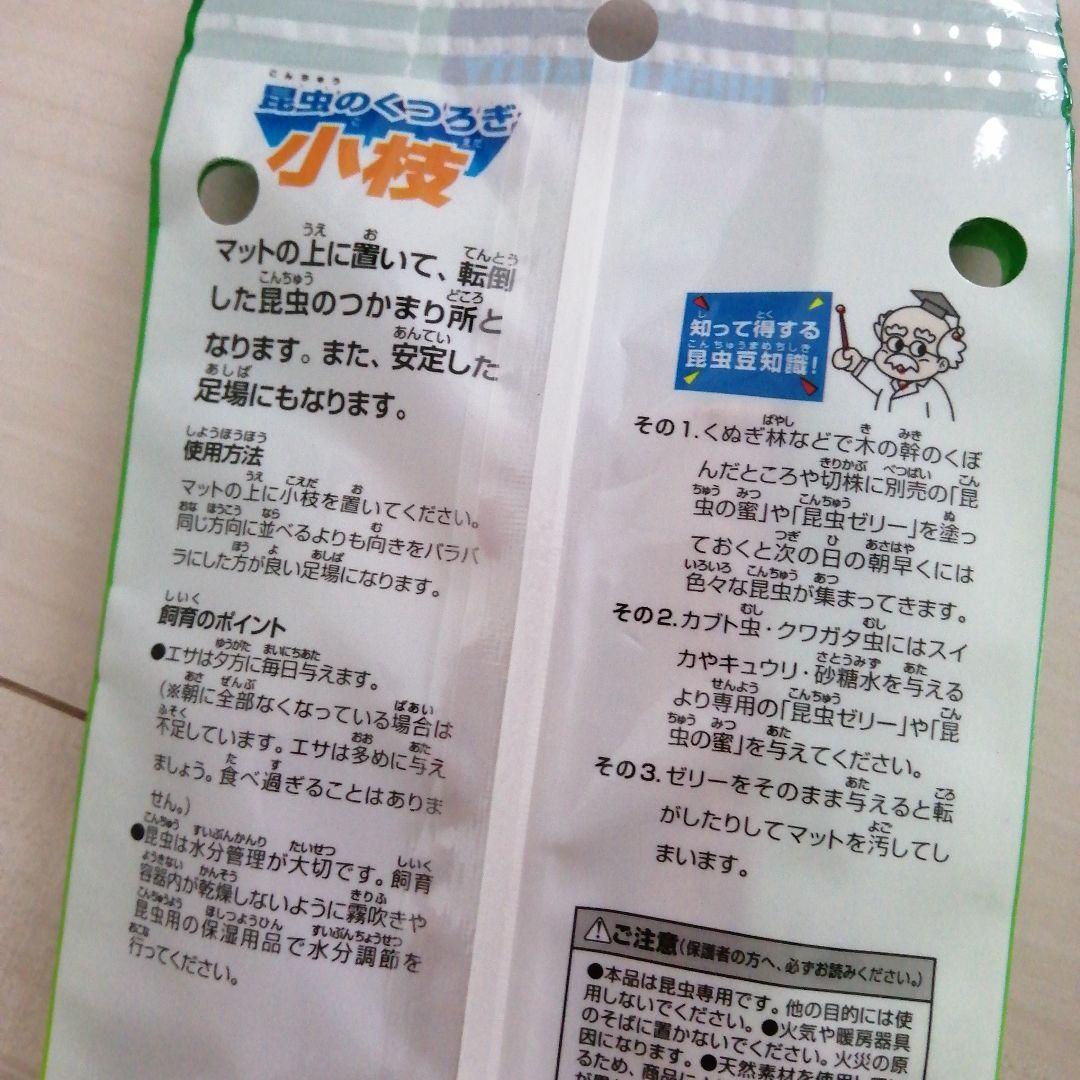 昆虫のくつろぎ
小枝
マットの上に置いて、転倒
した昆虫のつかまり所と
なります。また、安定した
足場にもなります。
使用方法
マットの上に小枝を置いてください。
同じ方向に並べるよりも向きをバラバ
ラにした方が良い足場になります。
飼育のポイント
●エサは夕方に毎日与えます。
(※朝に全部なくなっている場合は
不足しています。エサは多めに与え
ましょう。食べ過ぎることはありま
せん。)
●昆虫は水分管理が大切です。飼育
容器内が乾燥しないように霧吹きや
昆虫用の保湿用品で水分調節を
行ってください。
知って得する
昆虫豆知識!
その1.くぬぎ林などで木の幹のくぼ
んだところや切株に別売の「昆
虫の蜜」や「昆虫ゼリー」を塗っ
ておくと次の日の朝早くには
色々な昆虫が集まってきます。
その2.カブト虫・クワガタ虫にはスイ
カやキュウリ・砂糖水を与える
より専用の「昆虫ゼリー」や「昆
虫の蜜」を与えてください。
その3.ゼリーをそのまま与えると転
がしたりしてマットを汚してし
まいます。
⚠ご注意(保護者の方へ、必ずお読みください。)
●本品は昆虫専用です。他の目的には使
用しないでください。●火気や暖房器具
のそばに置かないでください。火災の原
因になります。●天然素材を使用し
るため、商品に